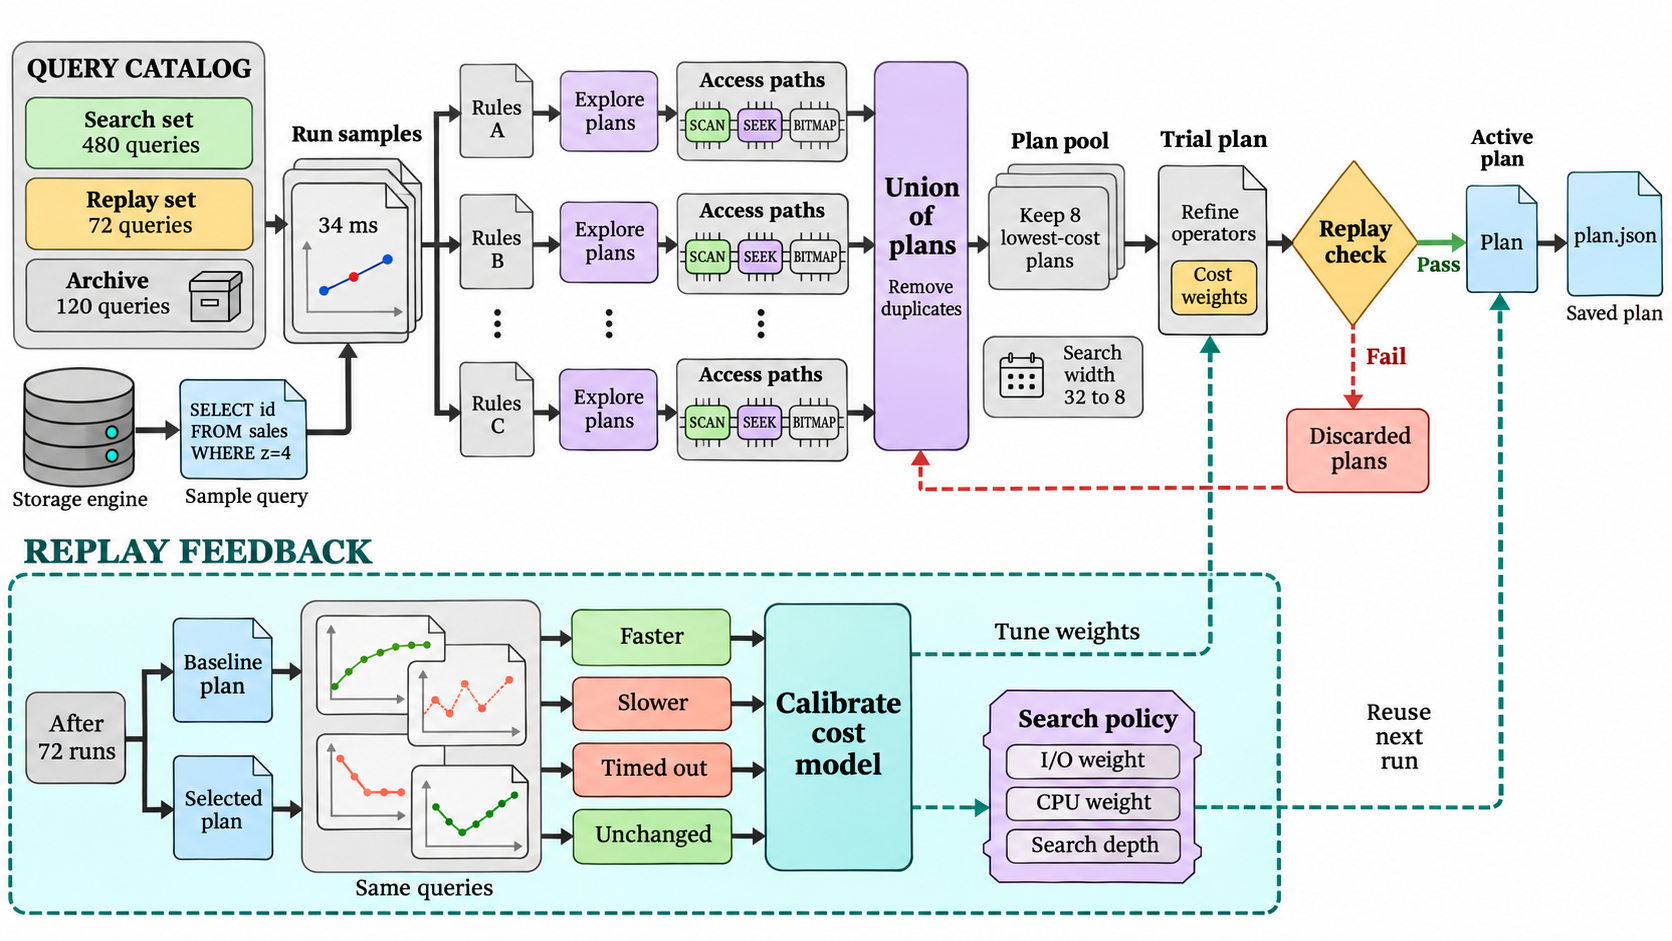 QUERY CATALOG
Search set
480 queries
Replay set
72 queries
Archive
120 queries
Storage engine
SELECT id
FROM sales
WHERE z=4
Sample query
Run samples
34 ms
Rules
A
Explore
plans
Access paths
SCAN
SEEK
BITMAP
Rules
B
Explore
plans
Access paths
SCAN
SEEK
BITMAP
Rules
C
Explore
plans
Access paths
SCAN
SEEK
BITMAP
Union
of
plans
Remove
duplicates
Plan pool
Keep 8
lowest-cost
plans
Search
width
32 to 8
Trial plan
Refine
operators
Cost
weights
Replay
check
Pass
Fail
Discarded
plans
Active
plan
Plan
plan.json
Saved plan
REPLAY FEEDBACK
After
72 runs
Baseline
plan
Selected
plan
Same queries
Faster
Slower
Timed out
Unchanged
Calibrate
cost
model
Tune weights
Search policy
I/O weight
CPU weight
Search depth
Reuse
next
run